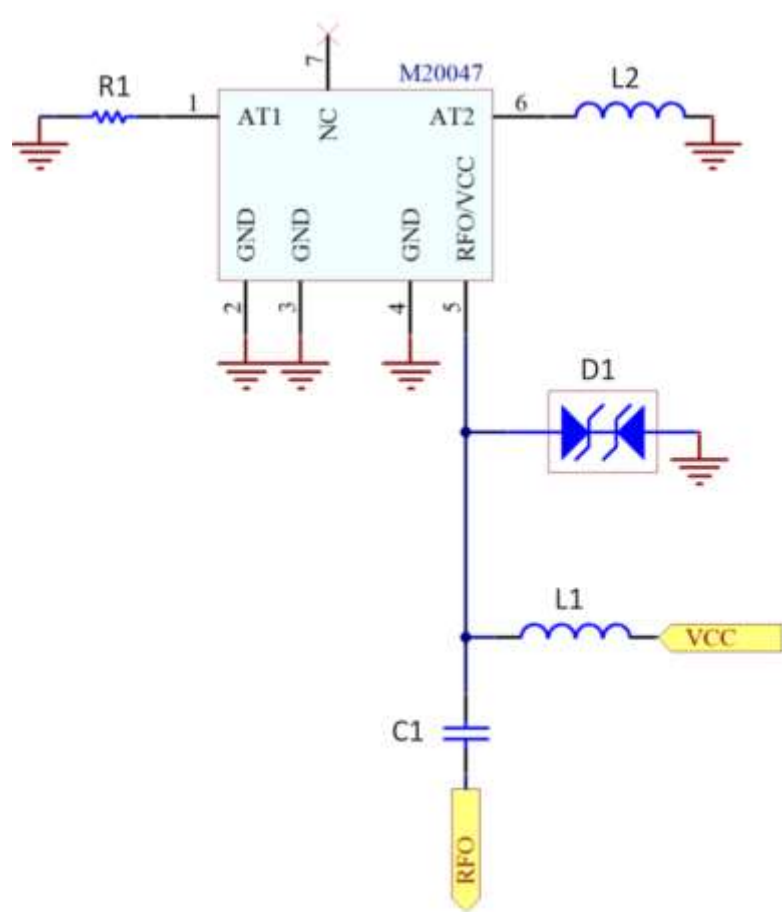 7
R1
M20047
L2
1
AT1
NC
AT2
6
GND
GND
GND
RFO/VCC
2
3
4
5
D1
L1
VCC
C1
RFO